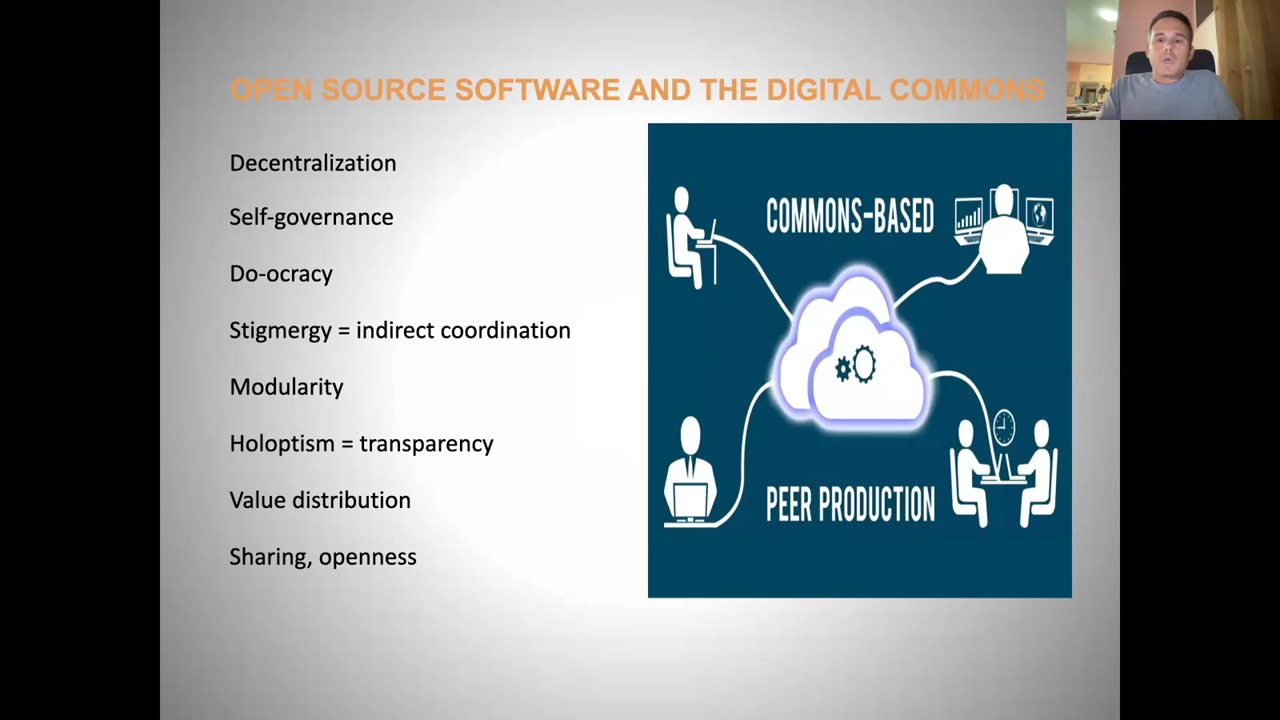 OPEN SOURCE SOFTWARE AND THE DIGITAL COMMONS
Decentralization
Self-governance
Do-ocracy
Stigmergy = indirect coordination
Modularity
Holoptism = transparency
Value distribution
Sharing, openness
COMMONS-BASED
PEER PRODUCTION